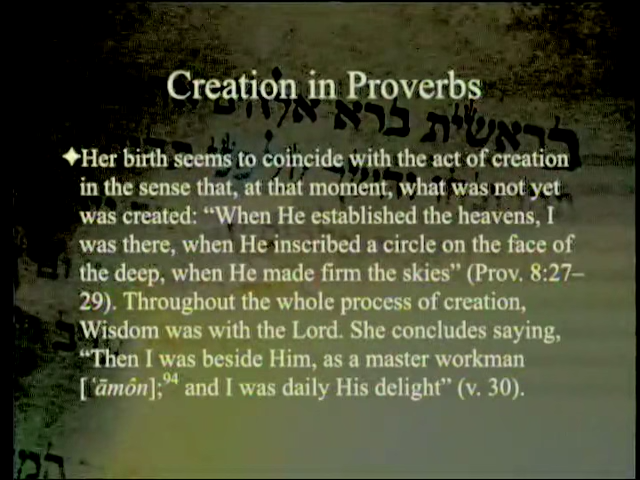 Creation in Proverbs
בראשית ברא אלהים
✦Her birth seems to coincide with the act of creation
in the sense that, at that moment, what was not yet
was created: “When He established the heavens, I
was there, when He inscribed a circle on the face of
the deep, when He made firm the skies” (Prov. 8:27–
29). Throughout the whole process of creation,
Wisdom was with the Lord. She concludes saying,
“Then I was beside Him, as a master workman
[ʾāmôn];94 and I was daily His delight” (v. 30).